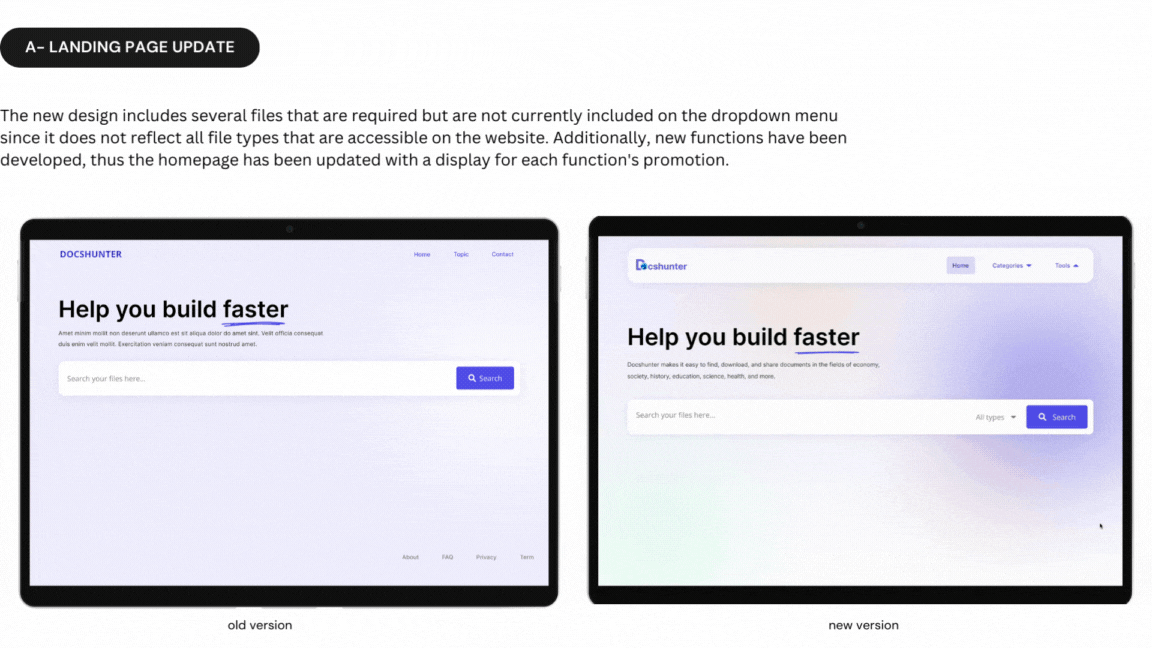 A- LANDING PAGE UPDATE
The new design includes several files that are required but are not currently included on the dropdown menu
since it does not reflect all file types that are accessible on the website. Additionally, new functions have been
developed, thus the homepage has been updated with a display for each function's promotion.
DOCSHUNTER
Home Topic Contact
Help you build faster
Amet minim mollit non deserunt ullamco est sit aliqua dolor do amet sint. Velit officia consequat
duis enim velit mollit. Exercitation veniam consequat sunt nostrud amet.
Search your files here...
Search
About FAQ Privacy Term
old version
Docshunter
Home Categories Tools
Help you build faster
Docshunter makes it easy to find, download, and share documents in the fields of economy,
society, history, education, science, health, and more.
Search your files here...
All types
Search
new version